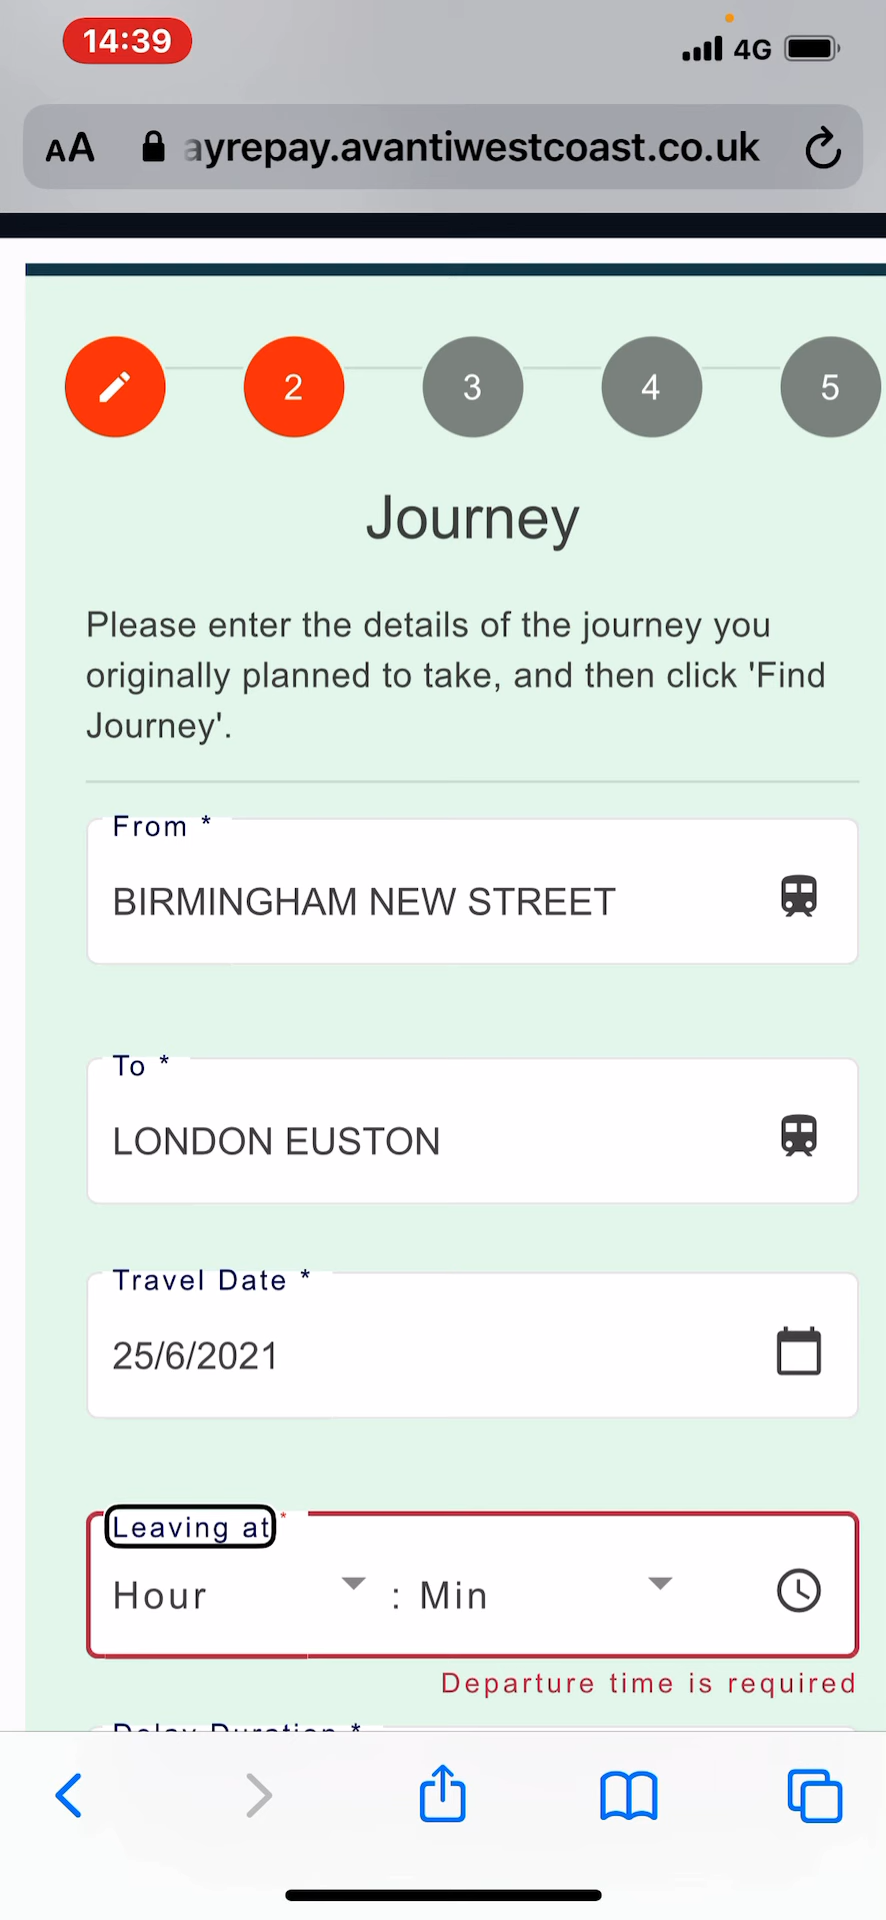 14:39
4G
AA ayrepay.avantiwestcoast.co.uk
2 3 4 5
Journey
Please enter the details of the journey you
originally planned to take, and then click 'Find
Journey'.
From *
BIRMINGHAM NEW STREET
To *
LONDON EUSTON
Travel Date *
25/6/2021
Leaving at *
Hour : Min
Departure time is required
Delay Duration *